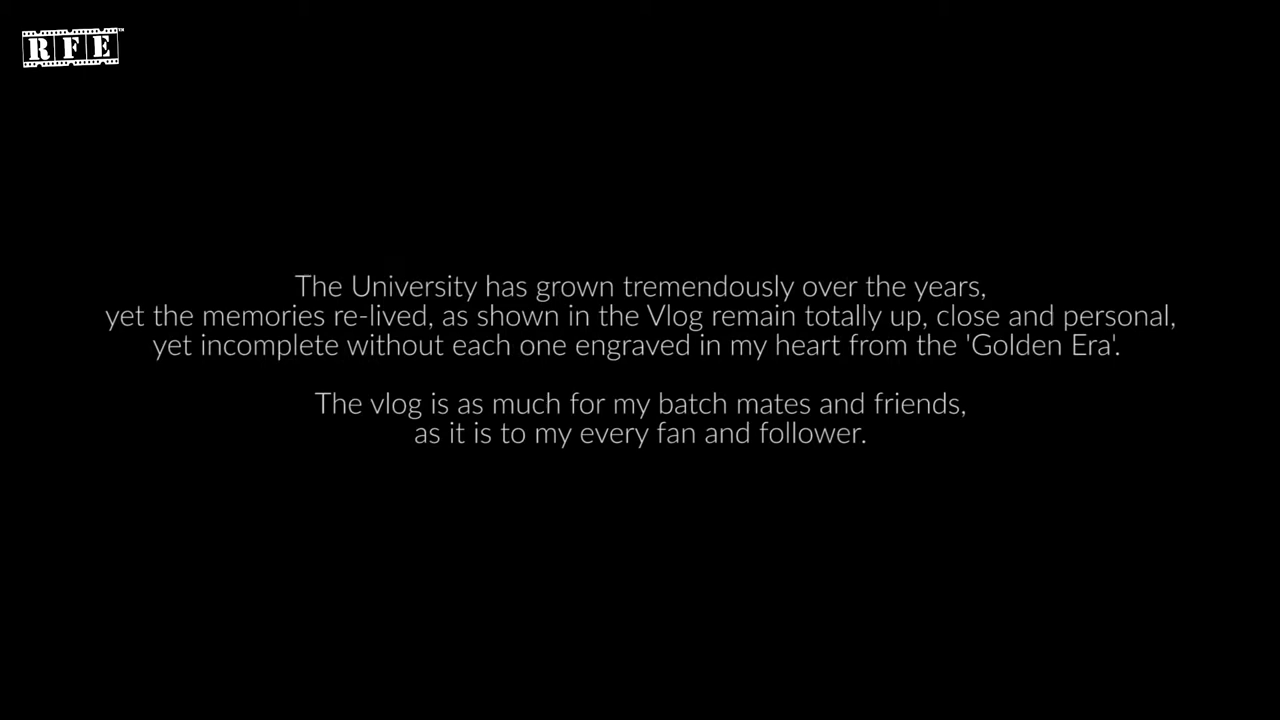 RFE™
The University has grown tremendously over the years,
yet the memories re-lived, as shown in the Vlog remain totally up, close and personal,
yet incomplete without each one engraved in my heart from the 'Golden Era'.
The vlog is as much for my batch mates and friends,
as it is to my every fan and follower.